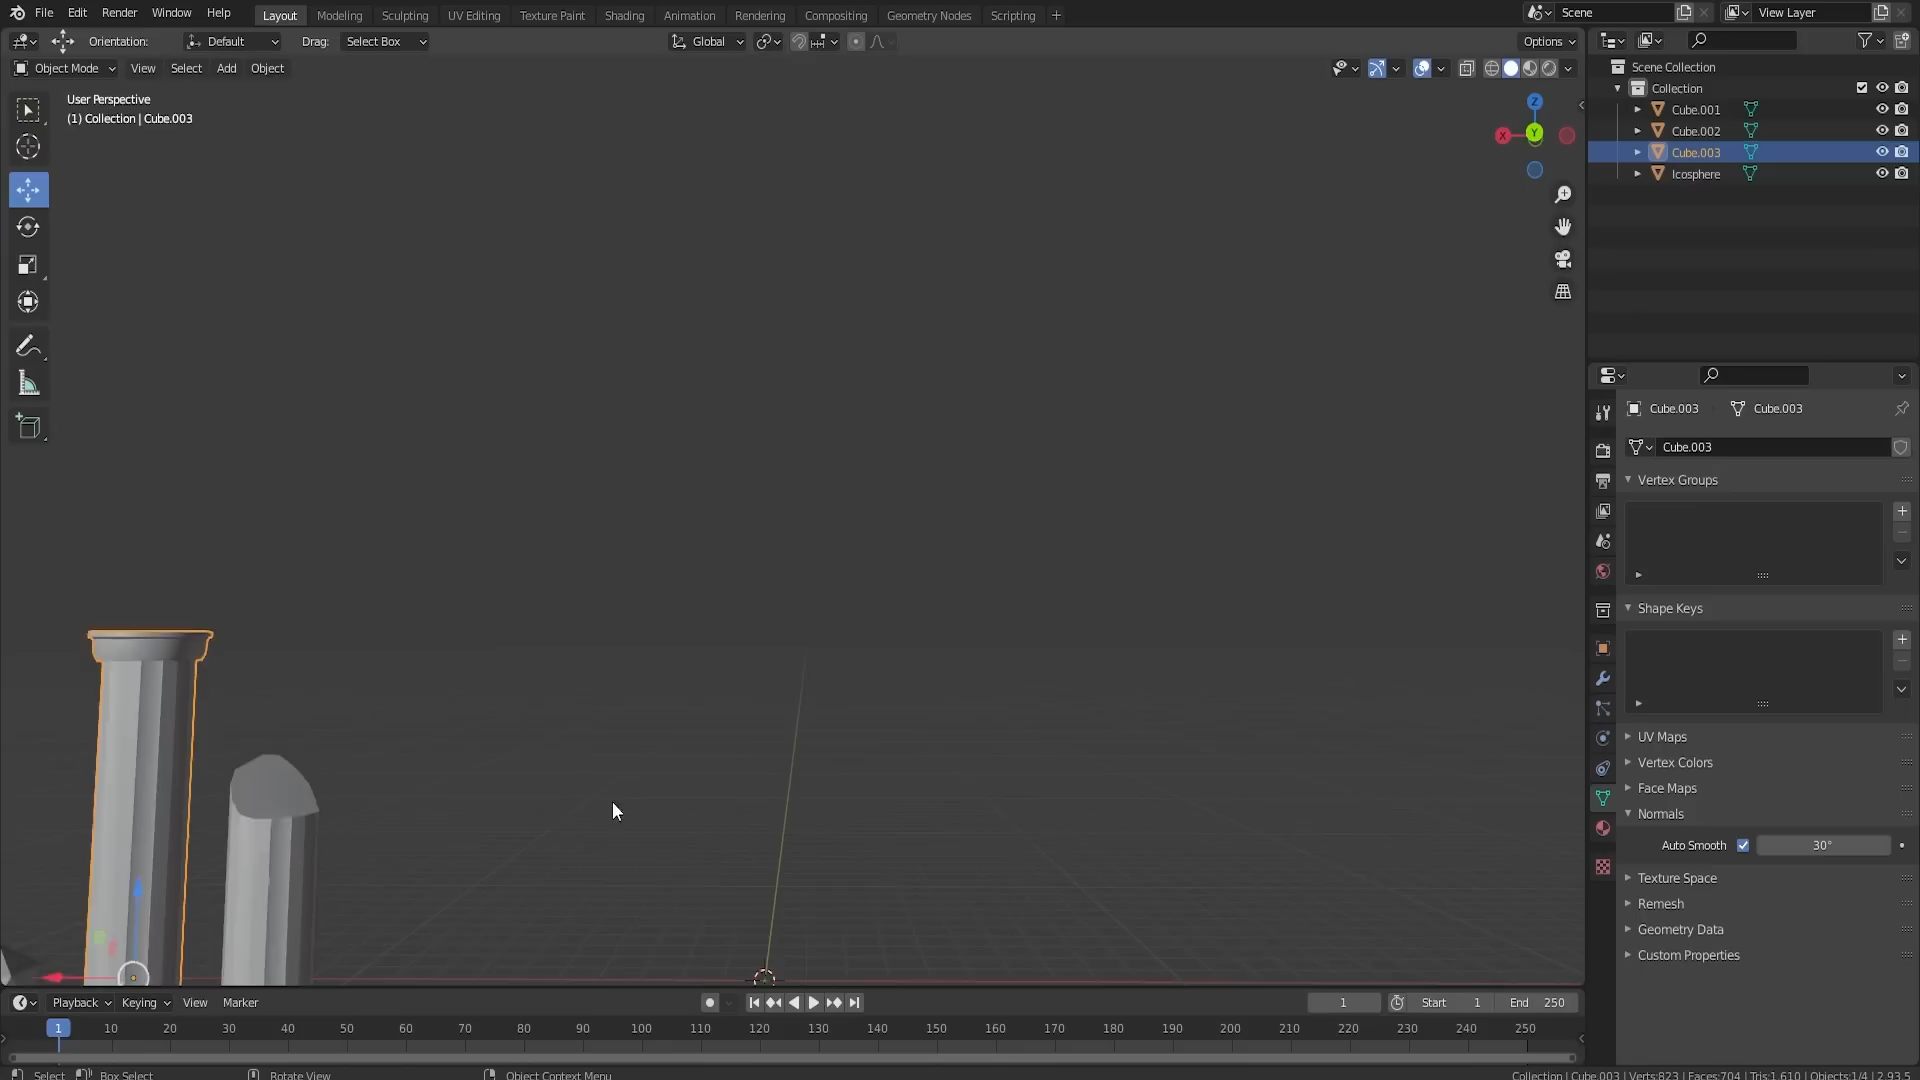 File Edit Render Window Help Layout Modeling Sculpting UV Editing Texture Paint Shading Animation Rendering Compositing Geometry Nodes Scripting + Scene View Layer
Orientation: Default Drag: Select Box Global Options
Object Mode View Select Add Object
User Perspective
(1) Collection | Cube.003
Z
X
Y
Scene Collection
Collection
Cube.001
Cube.002
Cube.003
Icosphere
Cube.003 Cube.003
Cube.003
Vertex Groups
Shape Keys
UV Maps
Vertex Colors
Face Maps
Normals
Auto Smooth 30°
Texture Space
Remesh
Geometry Data
Custom Properties
Playback Keying View Marker 1 Start 1 End 250
1 10 20 30 40 50 60 70 80 90 100 110 120 130 140 150 160 170 180 190 200 210 220 230 240 250
Select Box Select Rotate View Object Context Menu Collection | Cube.003 | Verts:823 | Faces:704 | Tris:1,610 | Objects:1/4 | 2.93.5